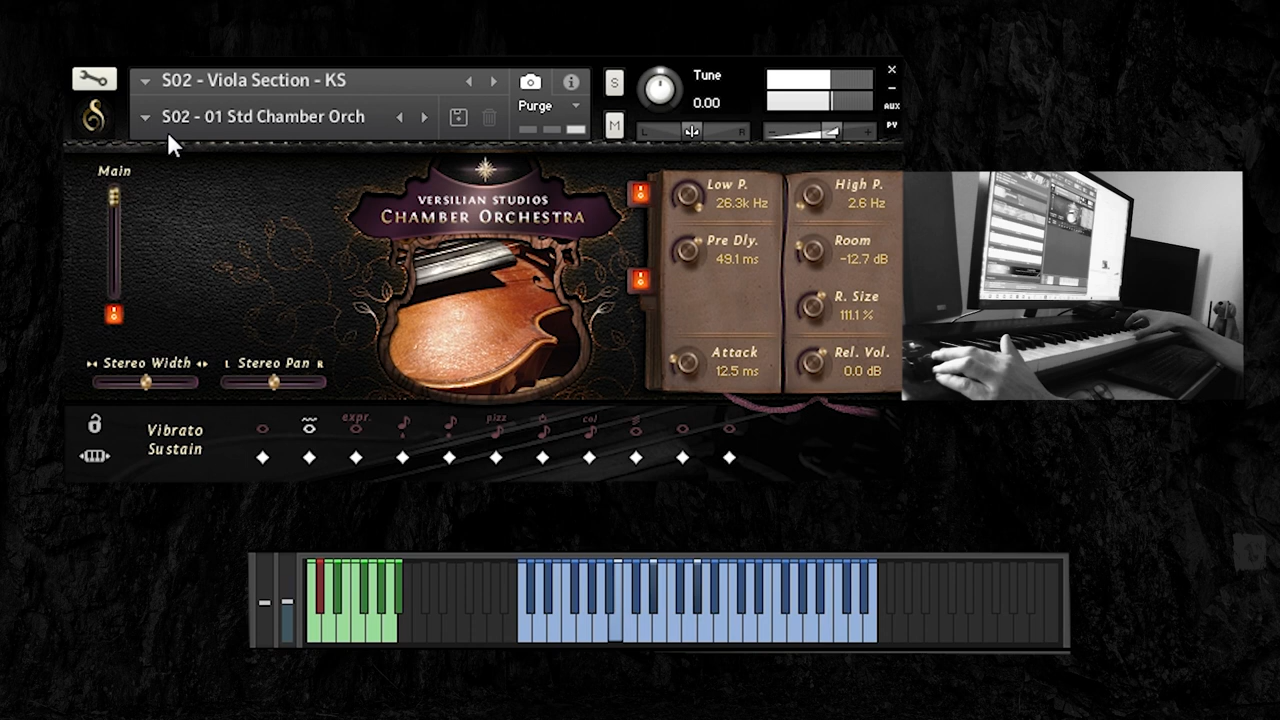 S02 - Viola Section - KS
S02 - 01 Std Chamber Orch
Purge
S
M
Tune
0.00
L R
AUX
PV
Main
VERSILIAN STUDIOS
CHAMBER ORCHESTRA
Low P.
26.3k Hz
High P.
2.6 Hz
Pre Dly.
49.1 ms
Room
-12.7 dB
R. Size
111.1 %
Attack
12.5 ms
Rel. Vol.
0.0 dB
Stereo Width
L Stereo Pan R
Vibrato
Sustain
expr.
pizz
col